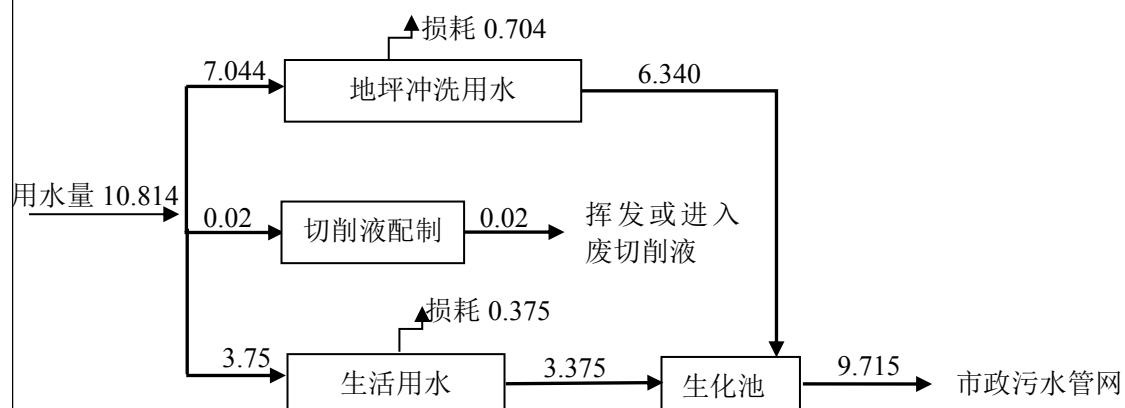 损耗 0.704
7.044
地坪冲洗用水
6.340
用水量 10.814
0.02
切削液配制
0.02
挥发或进入
废切削液
损耗 0.375
3.75
生活用水
3.375
生化池
9.715
市政污水管网